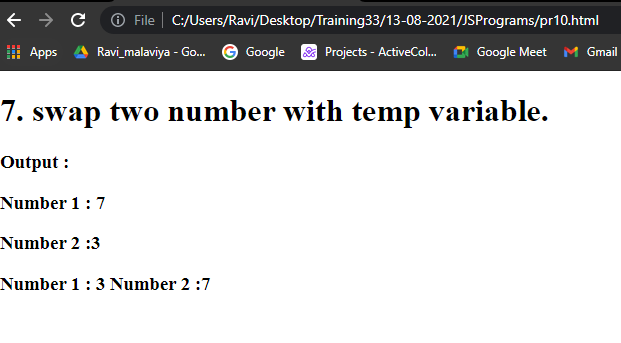 File C:/Users/Ravi/Desktop/Training33/13-08-2021/JSPrograms/pr10.html
Apps Ravi_malaviya - Go... Google Projects - ActiveCol... Google Meet Gmail
7. swap two number with temp variable.
Output :
Number 1 : 7
Number 2 :3
Number 1 : 3 Number 2 :7